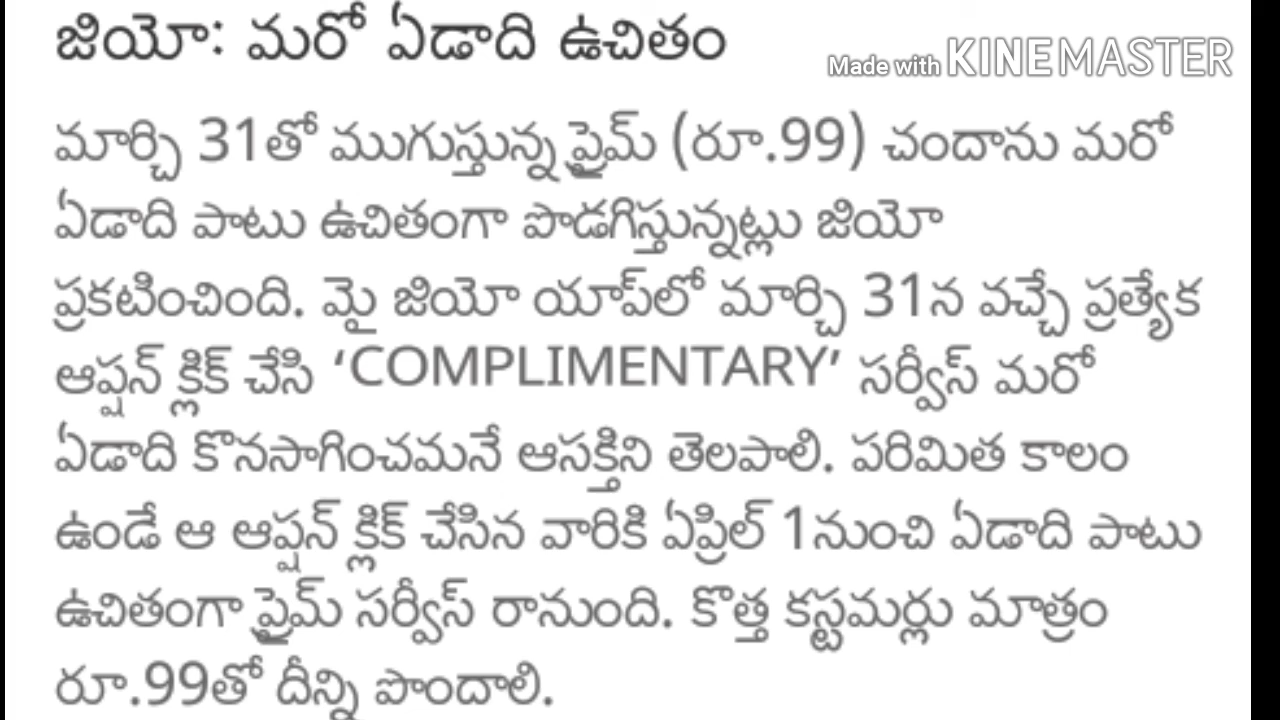 జియో: మరో ఏడాది ఉచితం
Made with KINEMASTER
మార్చి 31తో ముగుస్తున్న ప్రైమ్ (రూ.99) చందాను మరో
ఏడాది పాటు ఉచితంగా పొడగిస్తున్నట్లు జియో
ప్రకటించింది. మై జియో యాప్‌లో మార్చి 31న వచ్చే ప్రత్యేక
ఆప్షన్ క్లిక్ చేసి ‘COMPLIMENTARY’ సర్వీస్ మరో
ఏడాది కొనసాగించమనే ఆసక్తిని తెలపాలి. పరిమిత కాలం
ఉండే ఆ ఆప్షన్ క్లిక్ చేసిన వారికి ఏప్రిల్ 1నుంచి ఏడాది పాటు
ఉచితంగా ప్రైమ్ సర్వీస్ రానుంది. కొత్త కస్టమర్లు మాత్రం
రూ.99తో దీన్ని పొందాలి.